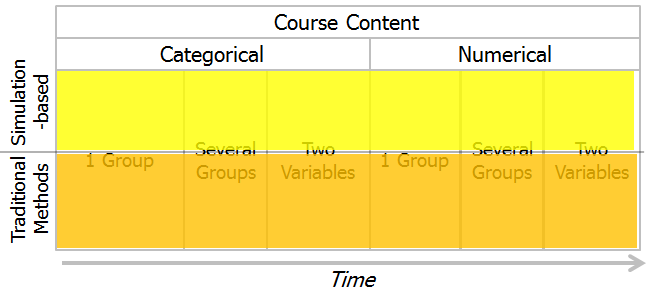 Course Content
Categorical Numerical
Simulation
-based
1 Group Several Two 1 Group Several Two
Groups Variables Groups Variables
Traditional
Methods
Time